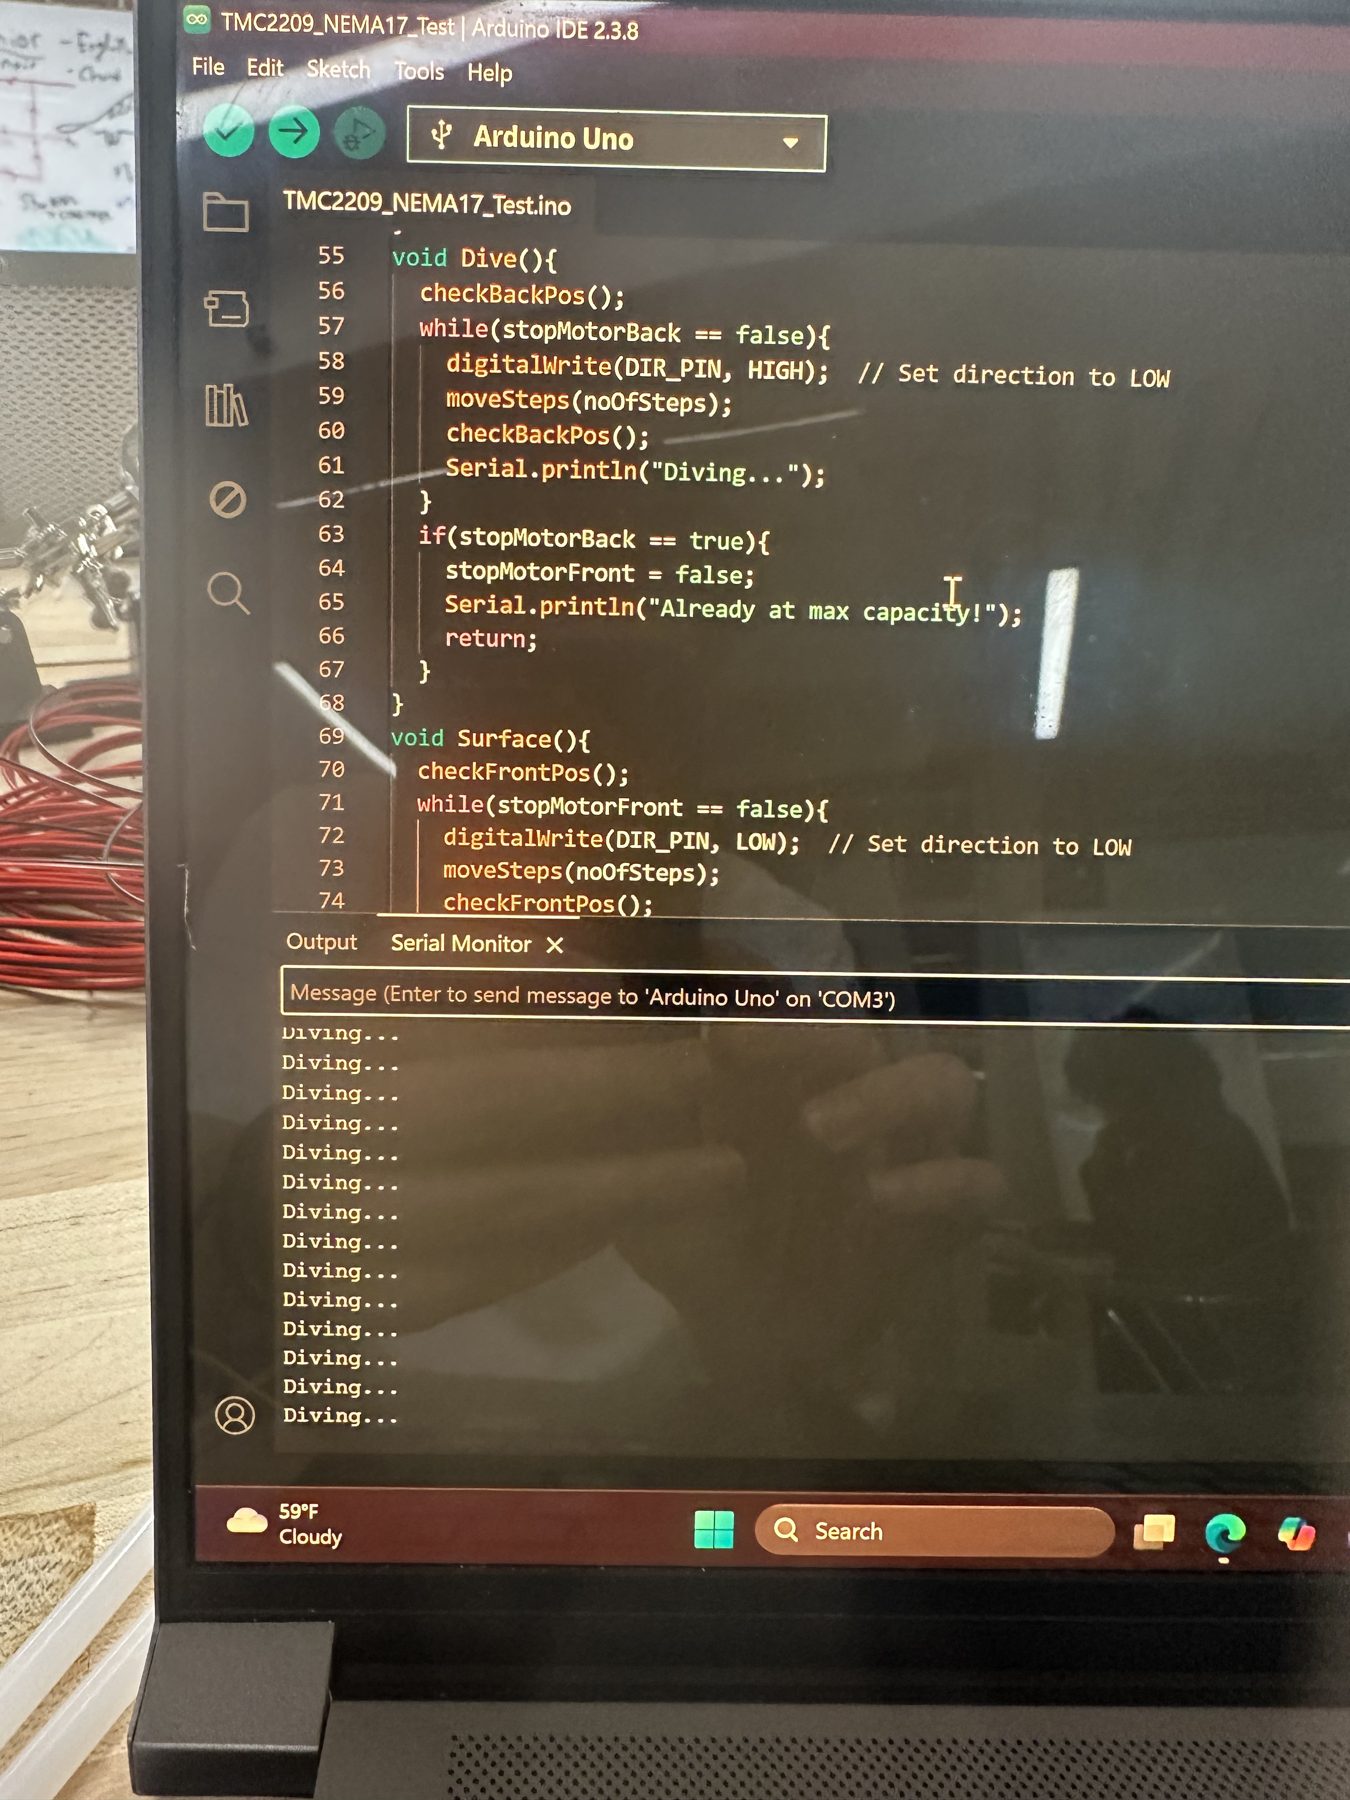 TMC2209_NEMA17_Test | Arduino IDE 2.3.8
File Edit Sketch Tools Help
Arduino Uno
TMC2209_NEMA17_Test.ino
55 void Dive(){
56 checkBackPos();
57 while(stopMotorBack == false){
58 digitalWrite(DIR_PIN, HIGH); // Set direction to LOW
59 moveSteps(noOfSteps);
60 checkBackPos();
61 Serial.println("Diving...");
62 }
63 if(stopMotorBack == true){
64 stopMotorFront = false;
65 Serial.println("Already at max capacity!");
66 return;
67 }
68 }
69 void Surface(){
70 checkFrontPos();
71 while(stopMotorFront == false){
72 digitalWrite(DIR_PIN, LOW); // Set direction to LOW
73 moveSteps(noOfSteps);
74 checkFrontPos();
Output Serial Monitor
Message (Enter to send message to 'Arduino Uno' on 'COM3')
Diving...
Diving...
Diving...
Diving...
Diving...
Diving...
Diving...
Diving...
Diving...
Diving...
Diving...
Diving...
Diving...
Diving...
59°F
Cloudy
Search